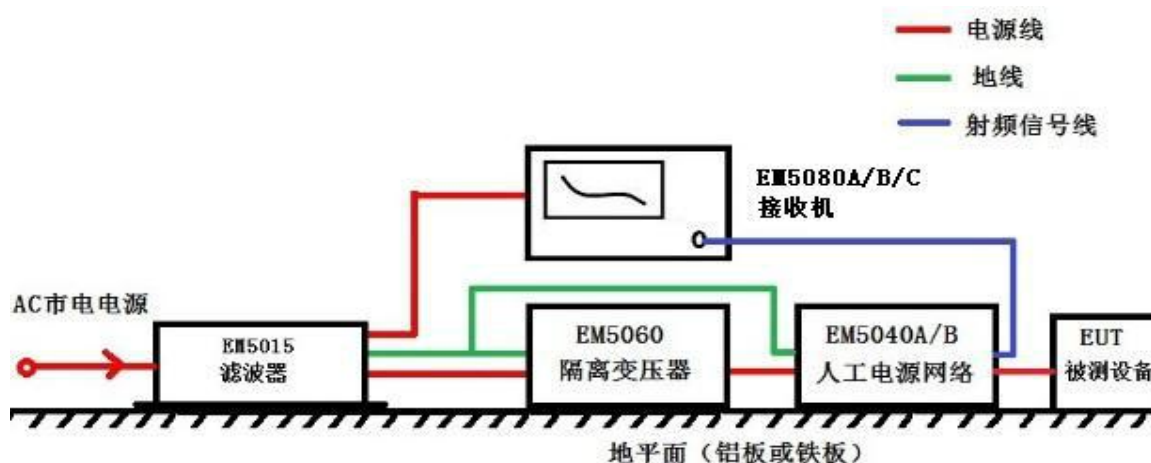 电源线
地线
射频信号线
EM5080A/B/C
接收机
AC市电电源
EM5015
滤波器
EM5060
隔离变压器
EM5040A/B
人工电源网络
EUT
被测设备
地平面（铝板或铁板）